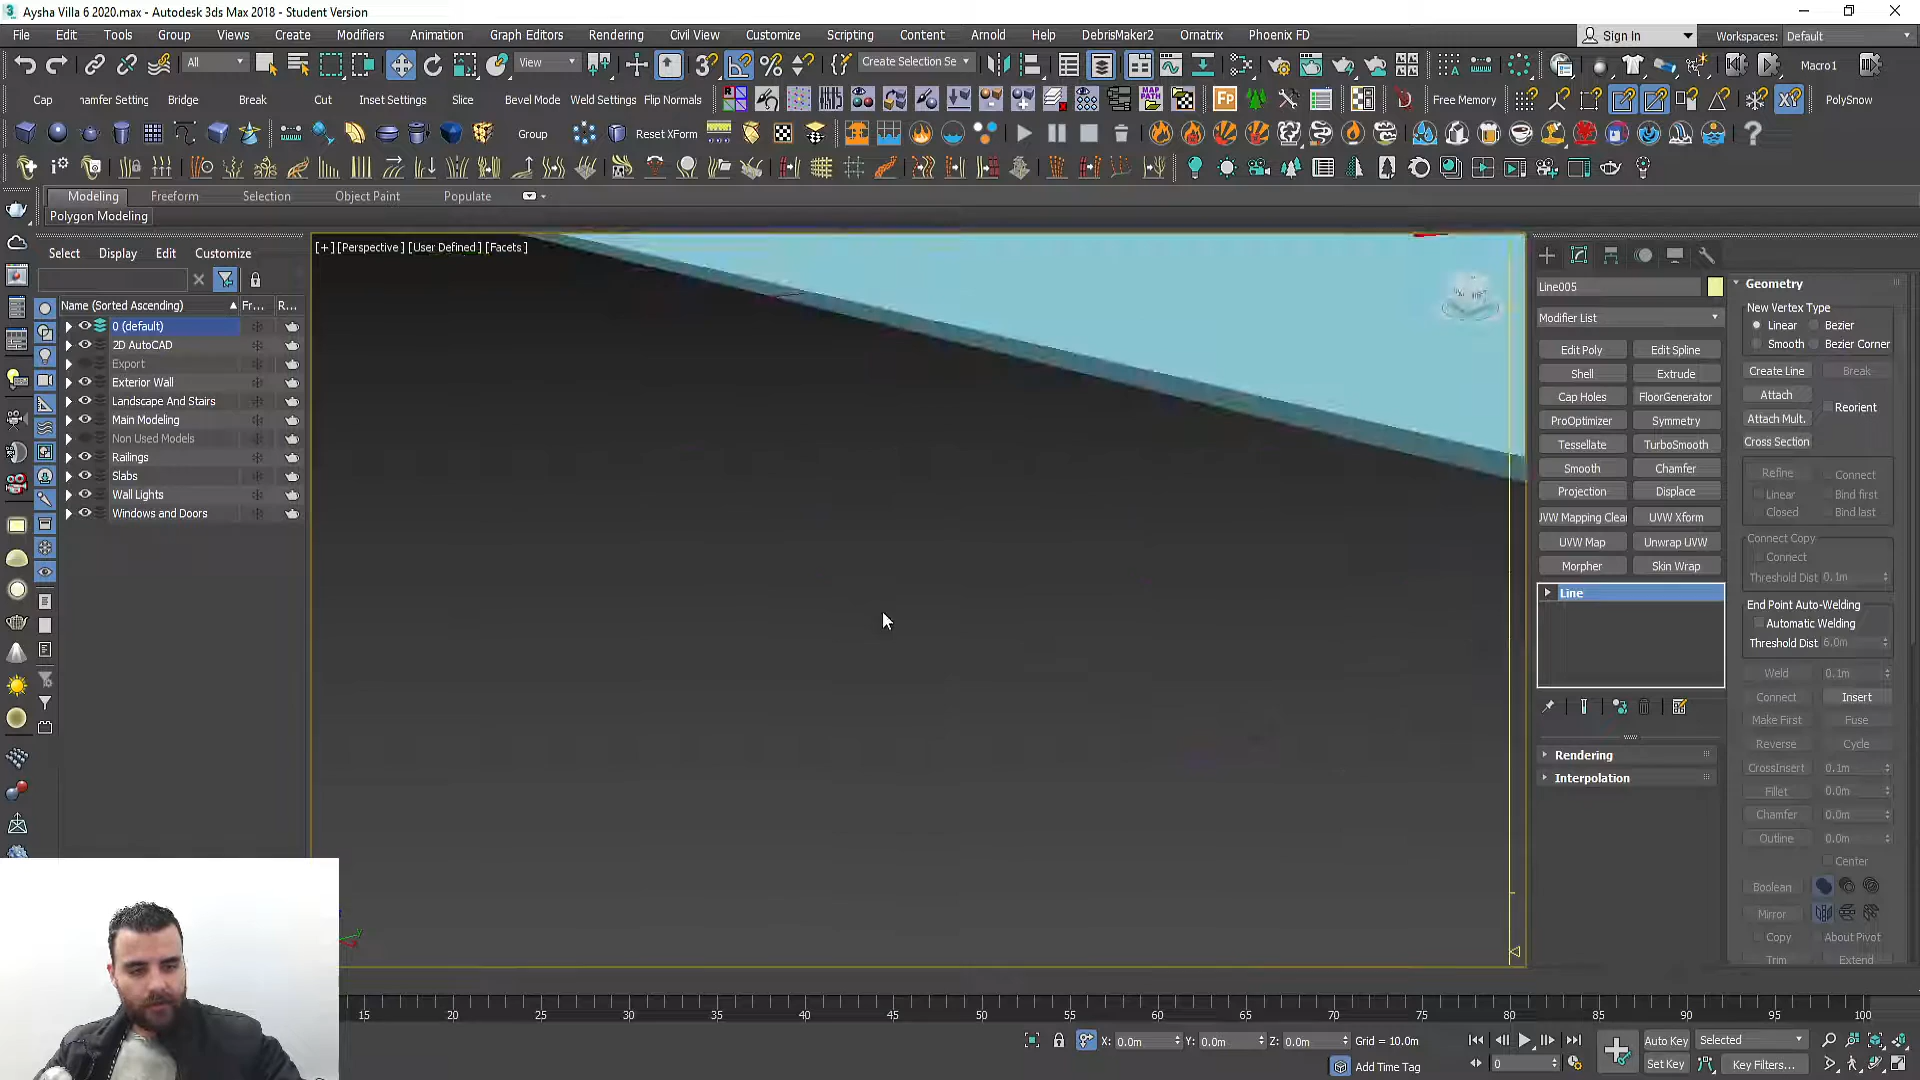 Aysha Villa 6 2020.max - Autodesk 3ds Max 2018 - Student Version
File Edit Tools Group Views Create Modifiers Animation Graph Editors Rendering Civil View Customize Scripting Content Arnold Help DebrisMaker2 Ornatrix Phoenix FD Sign In Workspaces: Default
All View Create Selection Se Macro1
Cap hamfer Setting Bridge Break Cut Inset Settings Slice Bevel Mode Weld Settings Flip Normals MAP PATH FP Free Memory XY PolySnow
Group Reset XForm
Modeling Freeform Selection Object Paint Populate
Polygon Modeling
Select Display Edit Customize
[+] [Perspective] [User Defined] [Facets]
Name (Sorted Ascending) Fr... R...
0 (default)
2D AutoCAD
Export
Exterior Wall
Landscape And Stairs
Main Modeling
Non Used Models
Railings
Slabs
Wall Lights
Windows and Doors
Line005
Modifier List
Edit Poly Edit Spline
Shell Extrude
Cap Holes FloorGenerator
ProOptimizer Symmetry
Tessellate TurboSmooth
Smooth Chamfer
Projection Displace
JVW Mapping Clea UVW Xform
UVW Map Unwrap UVW
Morpher Skin Wrap
Line
Rendering
Interpolation
Geometry
New Vertex Type
Linear Bezier
Smooth Bezier Corner
Create Line Break
Attach
Reorient
Attach Mult.
Cross Section
Refine Connect
Linear Bind first
Closed Bind last
Connect Copy
Connect
Threshold Dist 0.1m
End Point Auto-Welding
Automatic Welding
Threshold Dist 6.0m
Weld 0.1m
Connect Insert
Make First Fuse
Reverse Cycle
CrossInsert 0.1m
Fillet 0.0m
Chamfer 0.0m
Outline 0.0m
Center
Boolean
Mirror
Copy About Pivot
Trim Extend
15 20 25 30 35 40 45 50 55 60 65 70 75 80 85 90 95 100
X: 0.0m Y: 0.0m Z: 0.0m Grid = 10.0m Auto Key Selected
Add Time Tag 0 Set Key Key Filters...